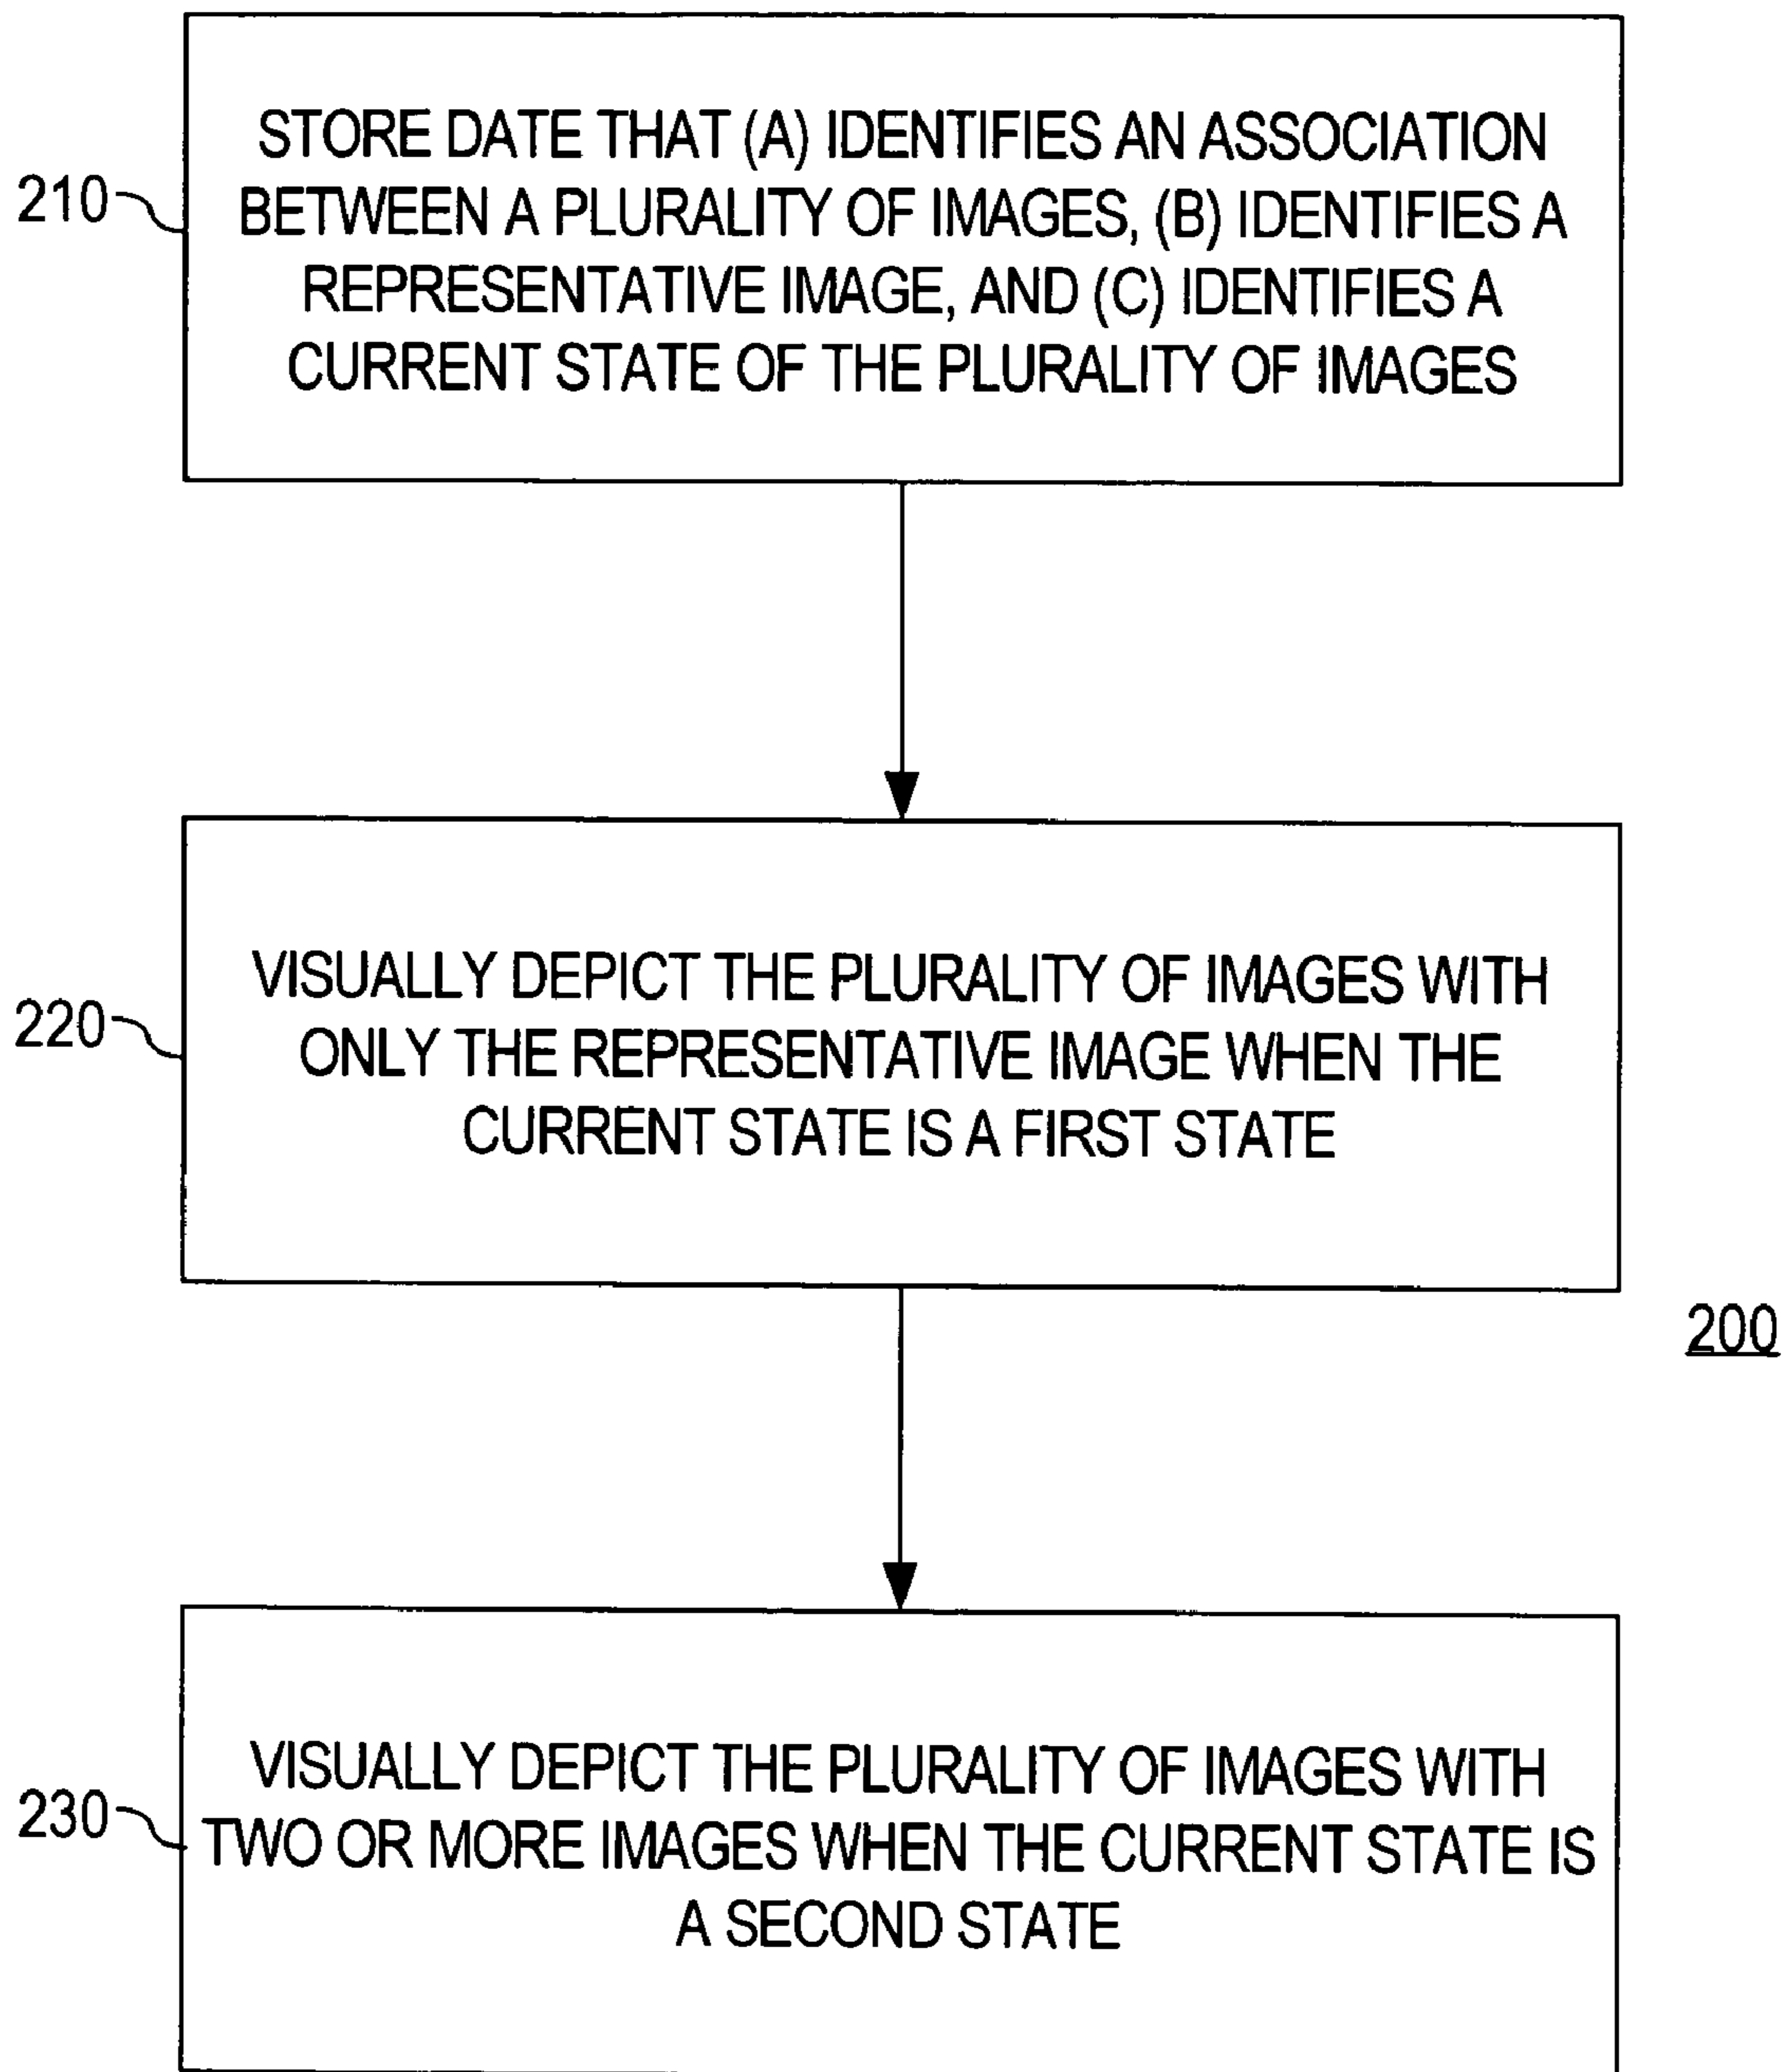 STORE DATE THAT (A) IDENTIFIES AN ASSOCIATION
BETWEEN A PLURALITY OF IMAGES, (B) IDENTIFIES A
REPRESENTATIVE IMAGE, AND (C) IDENTIFIES A
CURRENT STATE OF THE PLURALITY OF IMAGES
210
VISUALLY DEPICT THE PLURALITY OF IMAGES WITH
ONLY THE REPRESENTATIVE IMAGE WHEN THE
CURRENT STATE IS A FIRST STATE
220
200
VISUALLY DEPICT THE PLURALITY OF IMAGES WITH
TWO OR MORE IMAGES WHEN THE CURRENT STATE IS
A SECOND STATE
230